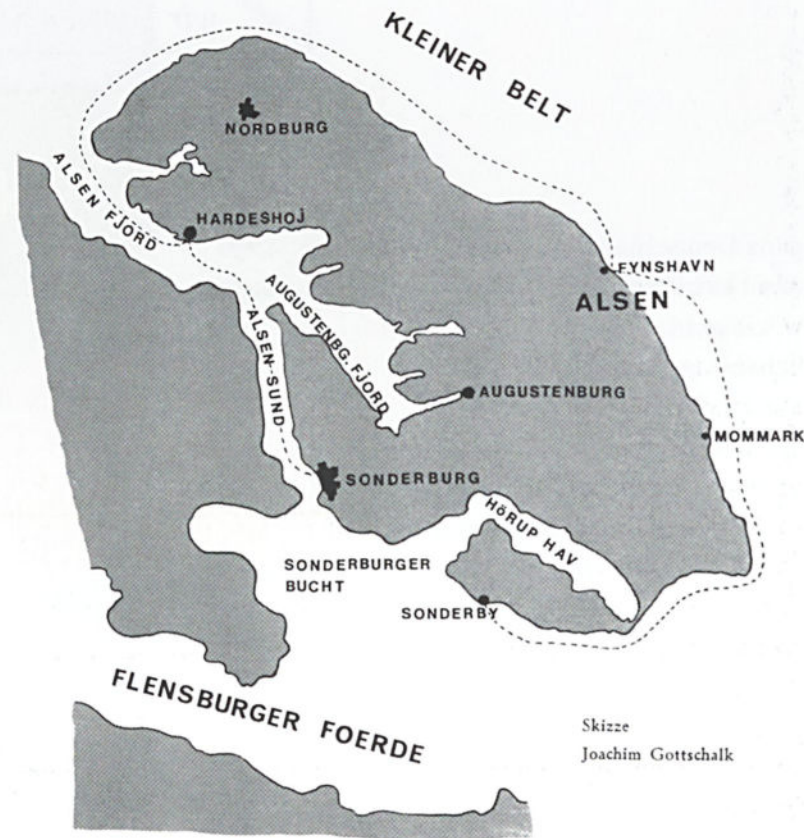 KLEINER BELT
NORDBURG
ALSEN FJORD
HARDESHOJ
FYNSHAVN
ALSEN
AUGUSTENBG. FJORD
ALSEN SUND
AUGUSTENBURG
MOMMARK
SONDERBURG
HÖRUP HAV
SONDERBURGER
BUCHT
SONDERBY
FLENSBURGER FOERDE
Skizze
Joachim Gottschalk